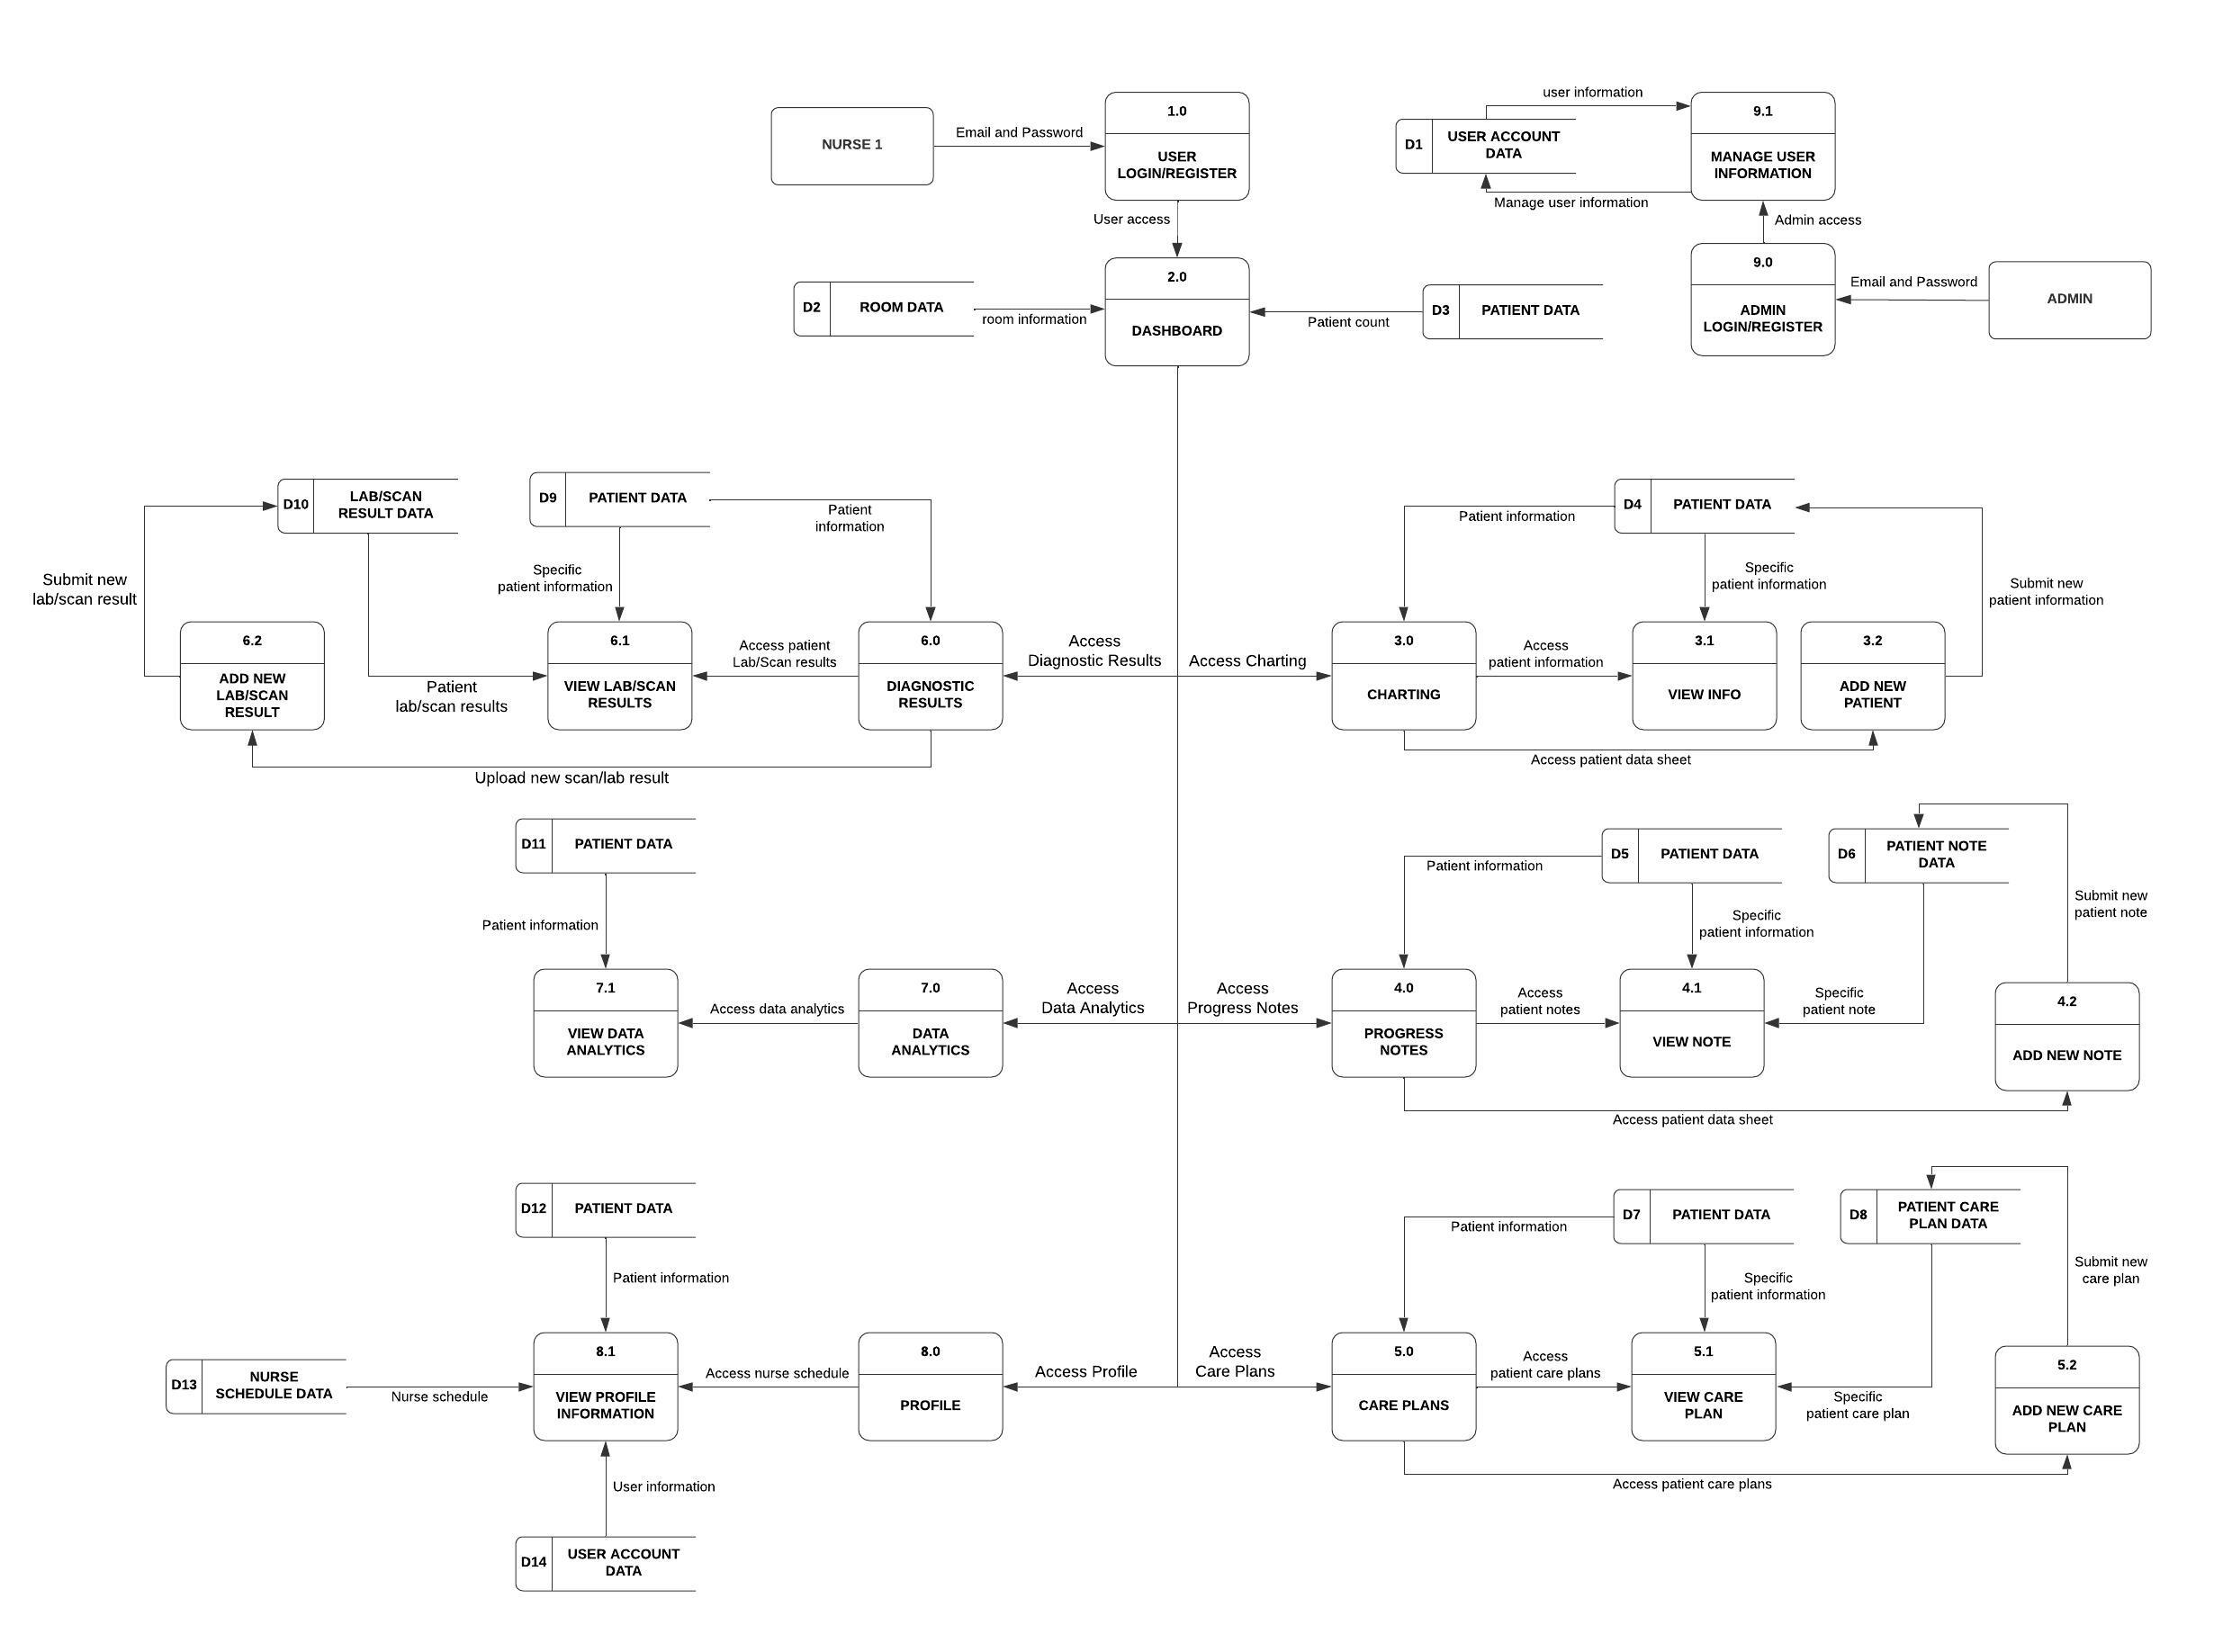 user information
1.0
9.1
NURSE 1
Email and Password
USER
LOGIN/REGISTER
D1
USER ACCOUNT
DATA
MANAGE USER
INFORMATION
Manage user information
User access
Admin access
2.0
DASHBOARD
D2
ROOM DATA
room information
Patient count
D3
PATIENT DATA
9.0
ADMIN
LOGIN/REGISTER
Email and Password
ADMIN
D10
LAB/SCAN
RESULT DATA
D9
PATIENT DATA
Patient
information
Patient information
D4
PATIENT DATA
Submit new
lab/scan result
Specific
patient information
Specific
patient information
Submit new
patient information
6.2
ADD NEW
LAB/SCAN
RESULT
Patient
lab/scan results
6.1
VIEW LAB/SCAN
RESULTS
Access patient
Lab/Scan results
6.0
DIAGNOSTIC
RESULTS
Access
Diagnostic Results
Access Charting
3.0
CHARTING
Access
patient information
3.1
VIEW INFO
3.2
ADD NEW
PATIENT
Upload new scan/lab result
Access patient data sheet
D11
PATIENT DATA
Patient information
D5
PATIENT DATA
D6
PATIENT NOTE
DATA
Patient information
Specific
patient information
Submit new
patient note
7.1
VIEW DATA
ANALYTICS
Access data analytics
7.0
DATA
ANALYTICS
Access
Data Analytics
Access
Progress Notes
4.0
PROGRESS
NOTES
Access
patient notes
4.1
VIEW NOTE
Specific
patient note
4.2
ADD NEW NOTE
Access patient data sheet
D12
PATIENT DATA
Patient information
D7
PATIENT DATA
D8
PATIENT CARE
PLAN DATA
Patient information
Specific
patient information
Submit new
care plan
D13
NURSE
SCHEDULE DATA
Nurse schedule
8.1
VIEW PROFILE
INFORMATION
Access nurse schedule
8.0
PROFILE
Access Profile
Access
Care Plans
5.0
CARE PLANS
Access
patient care plans
5.1
VIEW CARE
PLAN
Specific
patient care plan
5.2
ADD NEW CARE
PLAN
User information
Access patient care plans
D14
USER ACCOUNT
DATA